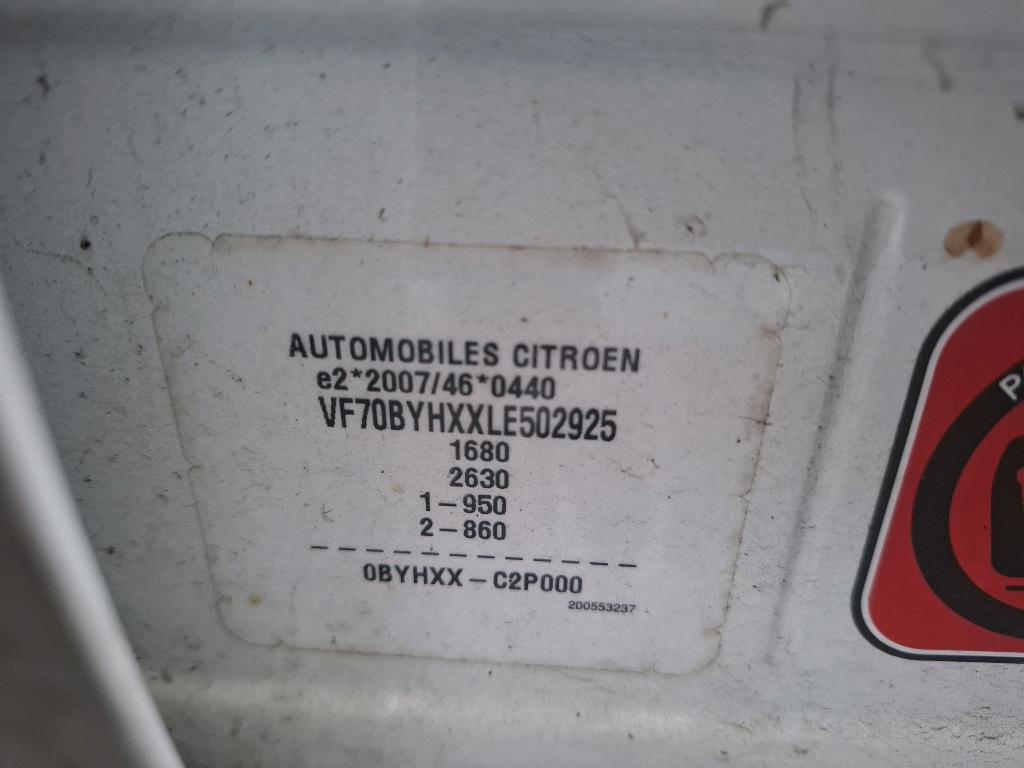 AUTOMOBILES CITROEN
e2*2007/46*0440
VF70BYHXXLE502925
1680
2630
1-950
2-860
------------
0BYHXX-C2P000
200553237